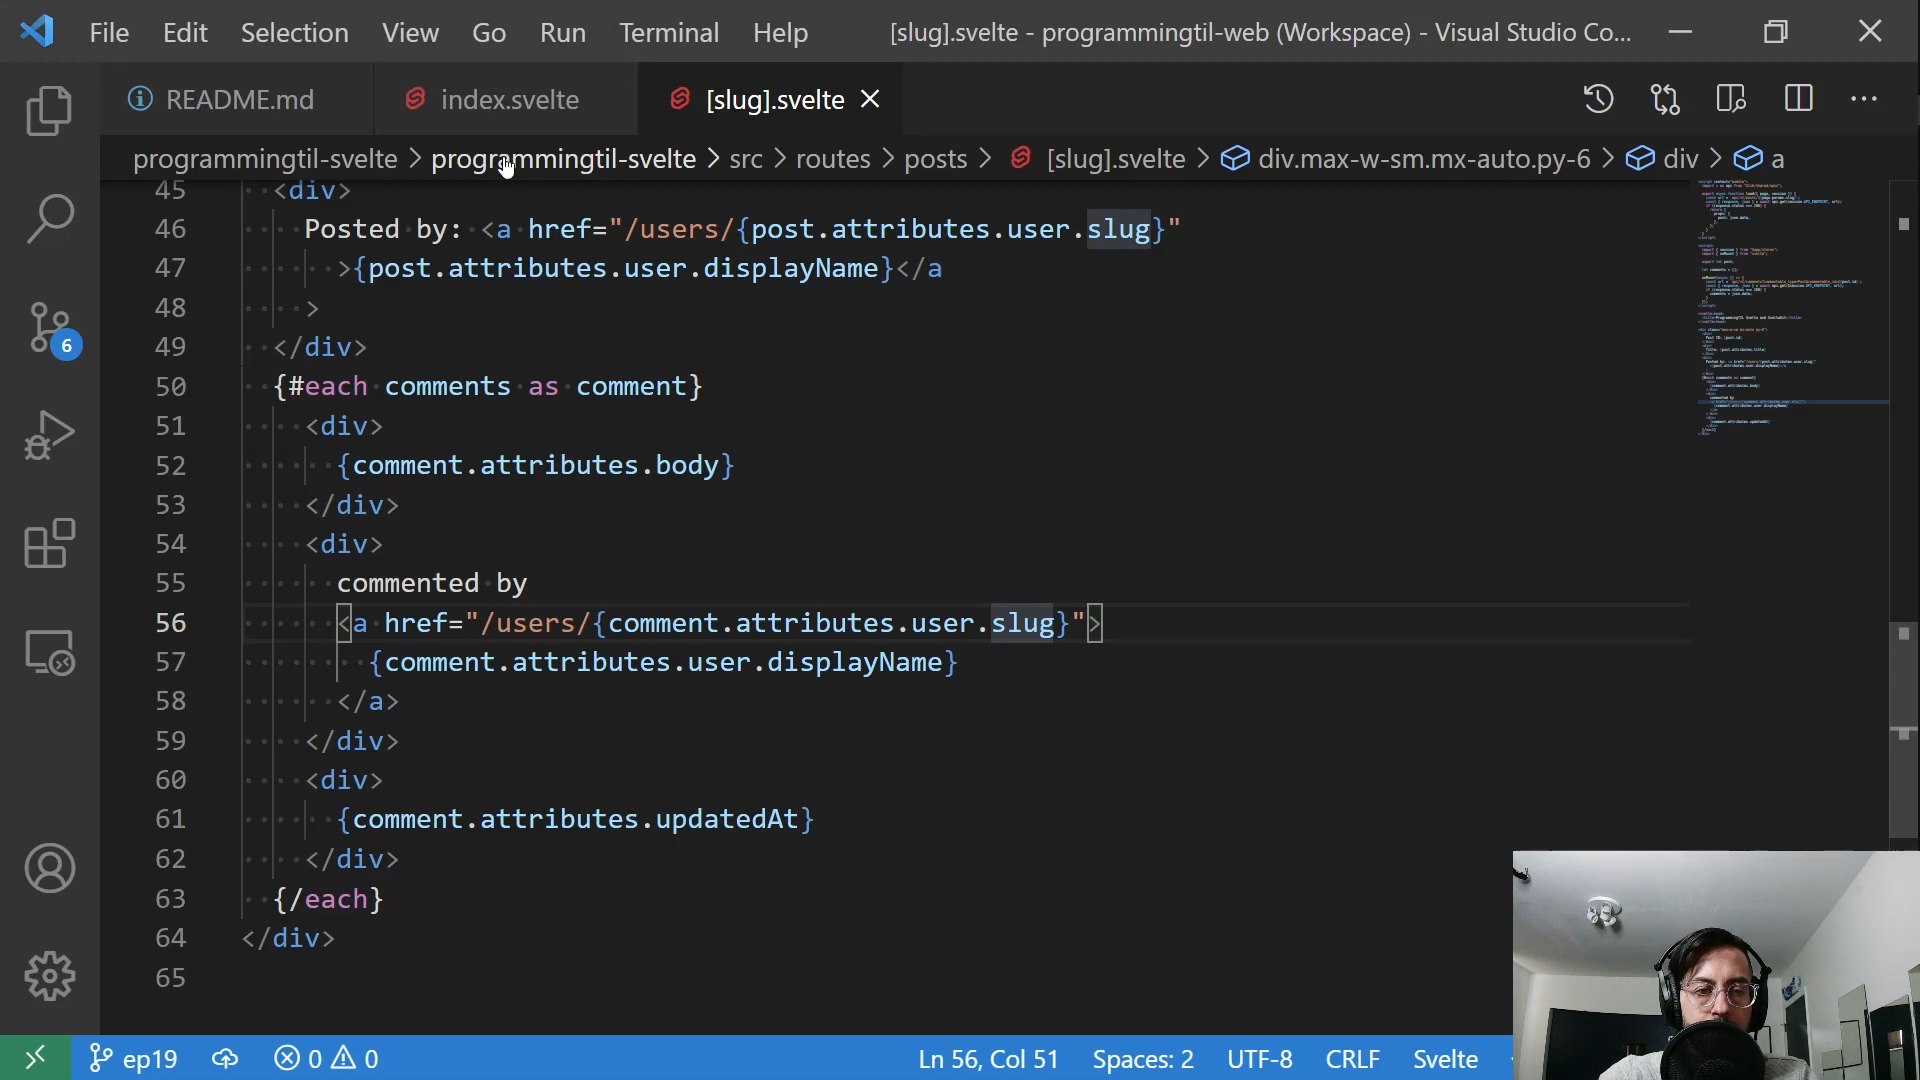 File Edit Selection View Go Run Terminal Help [slug].svelte - programmingtil-web (Workspace) - Visual Studio Co...
README.md index.svelte [slug].svelte
programmingtil-svelte > programmingtil-svelte > src > routes > posts > [slug].svelte > div.max-w-sm.mx-auto.py-6 > div > a
45 <div>
46 Posted by: <a href="/users/{post.attributes.user.slug}"
47 >{post.attributes.user.displayName}</a
48 >
49 </div>
50 {#each comments as comment}
51 <div>
52 {comment.attributes.body}
53 </div>
54 <div>
55 commented by
56 <a href="/users/{comment.attributes.user.slug}">
57 {comment.attributes.user.displayName}
58 </a>
59 </div>
60 <div>
61 {comment.attributes.updatedAt}
62 </div>
63 {/each}
64 </div>
65
6
ep19 0 0 Ln 56, Col 51 Spaces: 2 UTF-8 CRLF Svelte